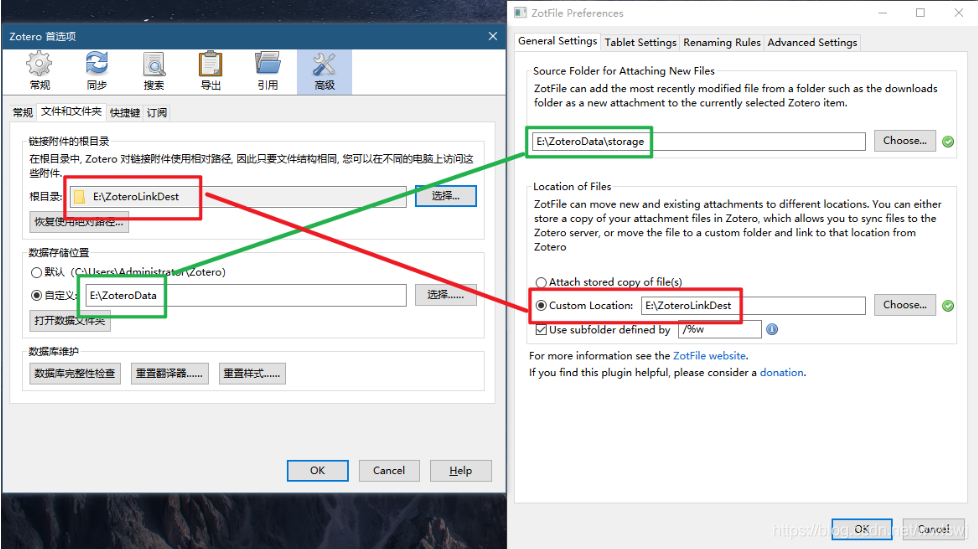 Zotero 首选项
常规
同步
搜索
导出
引用
高级
常规
文件和文件夹
快捷键
订阅
链接附件的根目录
在根目录中, Zotero 对链接附件使用相对路径, 因此只要文件结构相同, 您可以在不同的电脑上访问这
些附件.
根目录:
E:\ZoteroLinkDest
选择...
恢复使用绝对路径...
数据存储位置
默认（C:\Users\Administrator\Zotero）
自定义:
E:\ZoteroData
选择......
打开数据文件夹
数据库维护
数据库完整性检查
重置翻译器......
重置样式......
OK
Cancel
Help
ZotFile Preferences
General Settings
Tablet Settings
Renaming Rules
Advanced Settings
Source Folder for Attaching New Files
ZotFile can add the most recently modified file from a folder such as the downloads
folder as a new attachment to the currently selected Zotero item.
E:\ZoteroData\storage
Choose...
Location of Files
ZotFile can move new and existing attachments to different locations. You can either
store a copy of your attachment files in Zotero, which allows you to sync files to the
Zotero server, or move the file to a custom folder and link to that location from
Zotero
Attach stored copy of file(s)
Custom Location:
E:\ZoteroLinkDest
Choose...
Use subfolder defined by
/%w
For more information see the ZotFile website.
If you find this plugin helpful, please consider a donation.
OK
Cancel